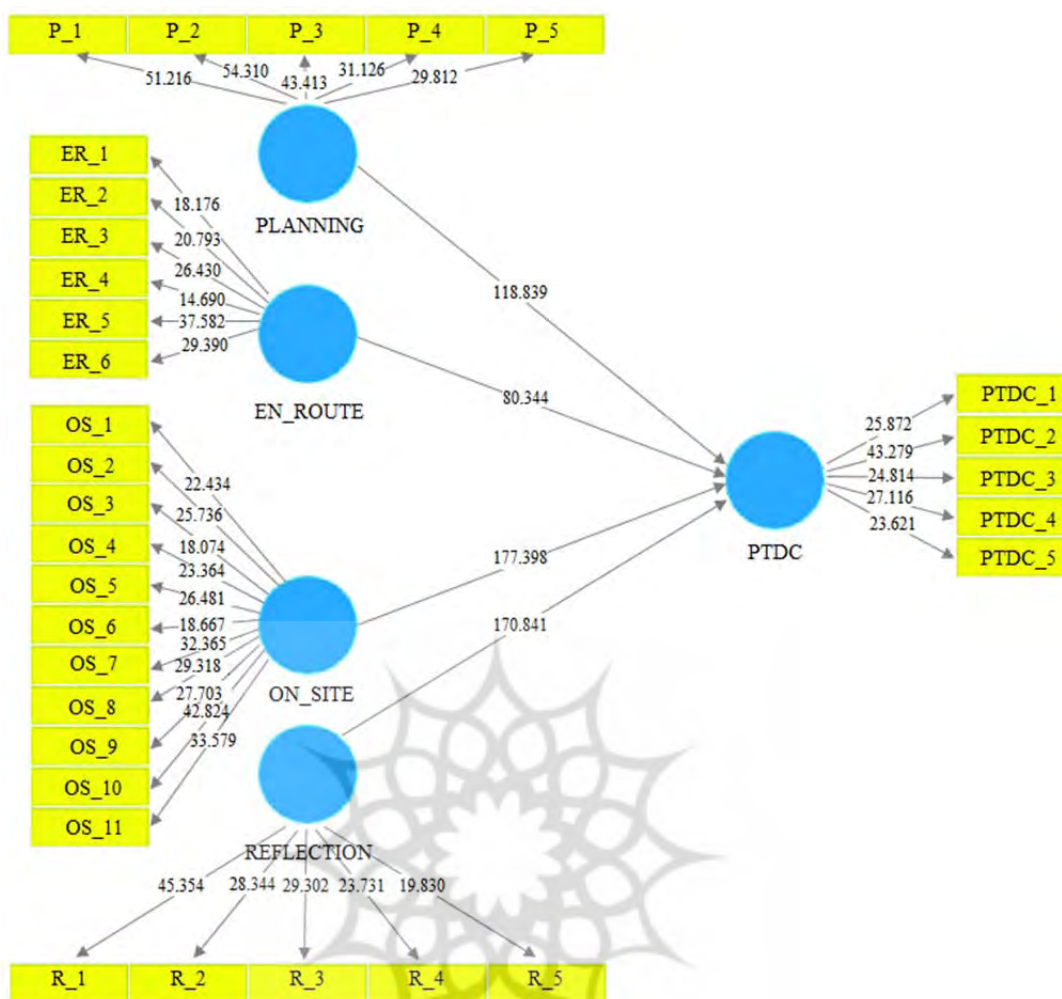 P_1 P_2 P_3 P_4 P_5
51.216 54.310 43.413 31.126 29.812
PLANNING
ER_1
ER_2
ER_3
ER_4
ER_5
ER_6
18.176
20.793
26.430
14.690
37.582
29.390
EN_ROUTE
118.839
80.344
OS_1
OS_2
OS_3
OS_4
OS_5
OS_6
OS_7
OS_8
OS_9
OS_10
OS_11
22.434
25.736
18.074
23.364
26.481
18.667
32.365
29.318
27.703
42.824
33.579
ON_SITE
177.398
170.841
PTDC
25.872
43.279
24.814
27.116
23.621
PTDC_1
PTDC_2
PTDC_3
PTDC_4
PTDC_5
REFLECTION
45.354 28.344 29.302 23.731 19.830
R_1 R_2 R_3 R_4 R_5